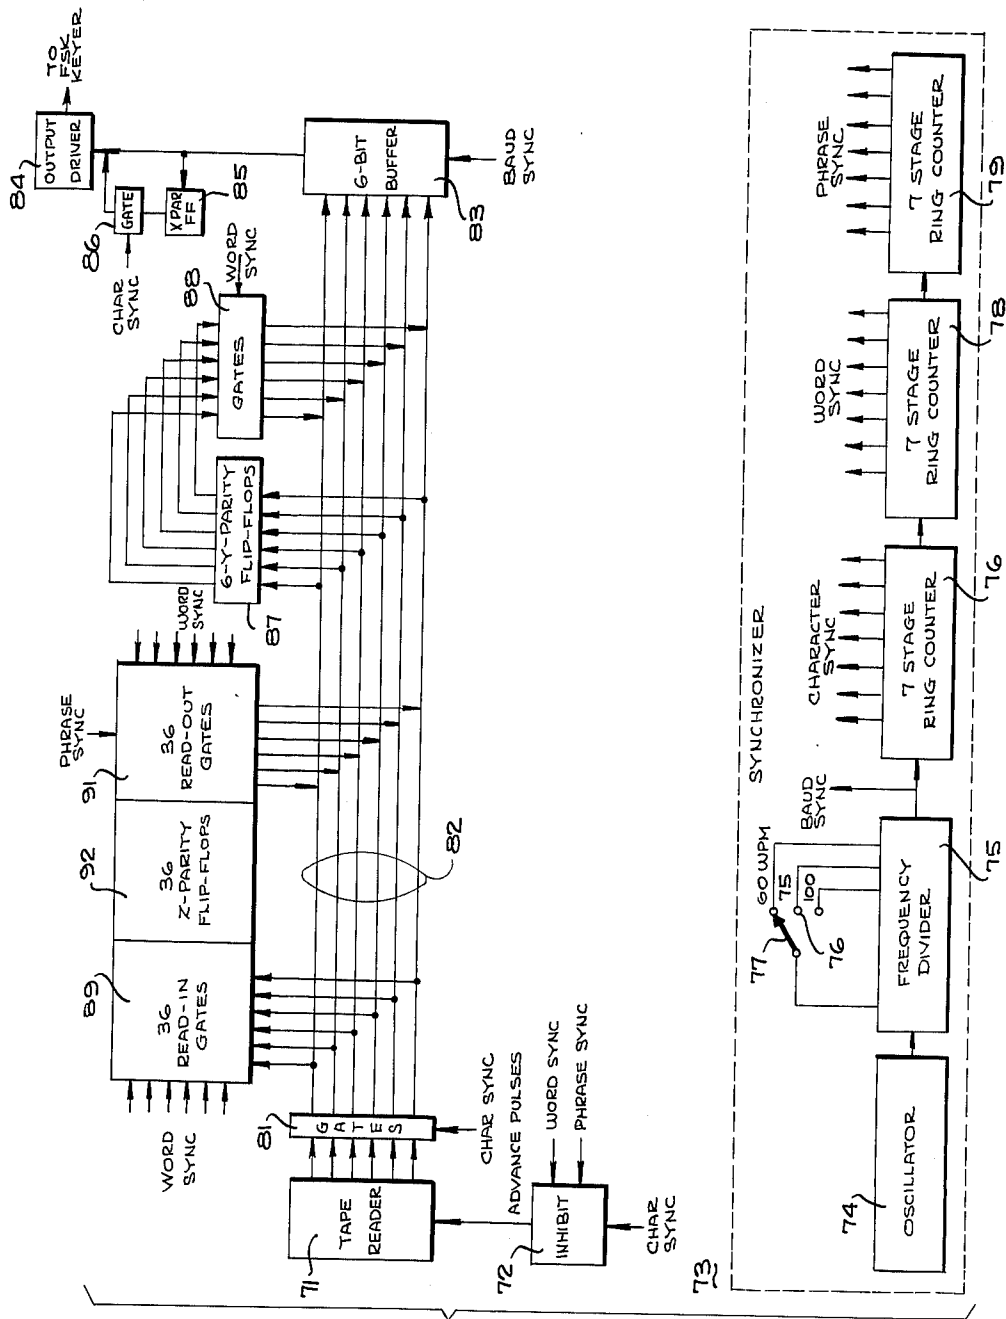 84
OUTPUT
DRIVER
TO
FSK
KEYER
86
GATE
CHAR
SYNC
X PAR
FF
85
6-BIT
BUFFER
83
BAUD
SYNC
88
GATES
WORD
SYNC
6-Y-PARITY
FLIP-FLOPS
87
WORD
SYNC
PHRASE
SYNC
91
36
READ-OUT
GATES
92
36
Z-PARITY
FLIP-FLOPS
89
36
READ-IN
GATES
WORD
SYNC
82
81
GATES
CHAR SYNC
71
TAPE
READER
ADVANCE PULSES
72
INHIBIT
WORD SYNC
PHRASE SYNC
CHAR
SYNC
73
SYNCHRONIZER
74
OSCILLATOR
75
FREQUENCY
DIVIDER
77
60 WPM
75
100
76
BAUD
SYNC
CHARACTER
SYNC
7 STAGE
RING COUNTER
76
WORD
SYNC
7 STAGE
RING COUNTER
78
PHRASE
SYNC
7 STAGE
RING COUNTER
79